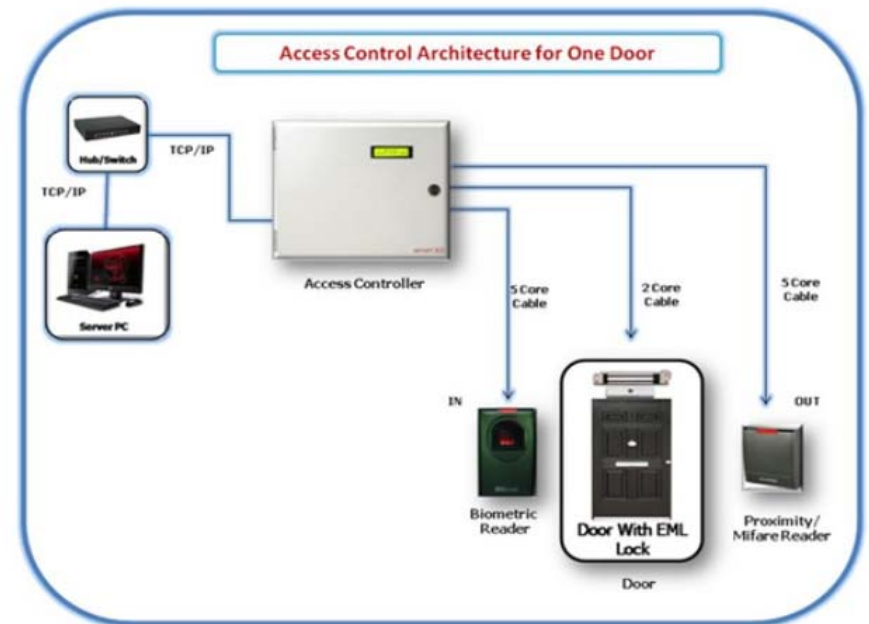 Access Control Architecture for One Door
Hub/Switch
TCP/IP
TCP/IP
Server PC
Access Controller
5 Core
Cable
2 Core
Cable
5 Core
Cable
IN
OUT
Biometric
Reader
Door With EML
Lock
Proximity/
Mifare Reader
Door